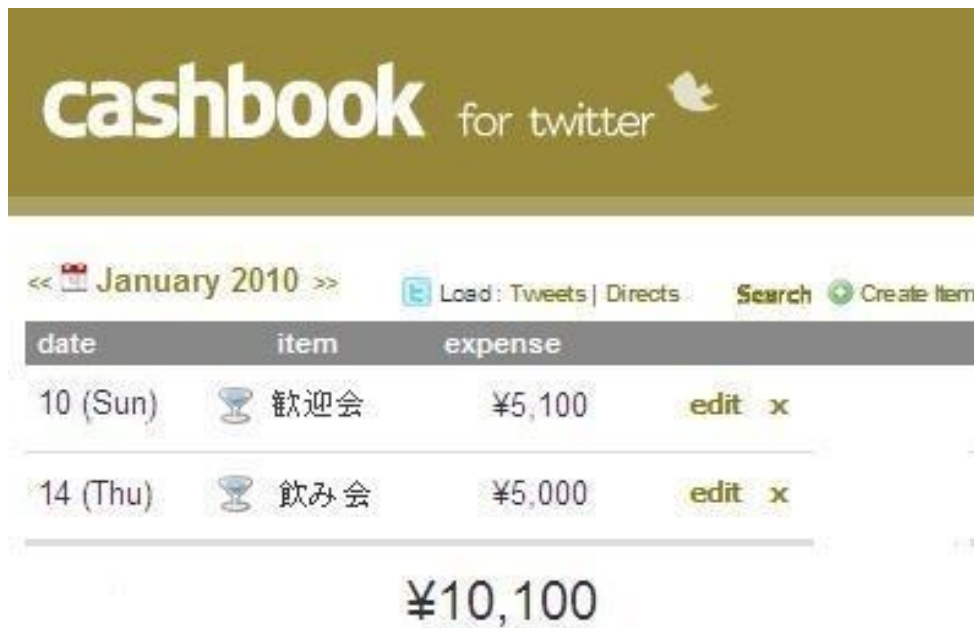 cashbook for twitter
<< January 2010 >> Load : Tweets | Directs Search Create Item
date item expense
10 (Sun) 歓迎会 ¥5,100 edit x
14 (Thu) 飲み会 ¥5,000 edit x
¥10,100